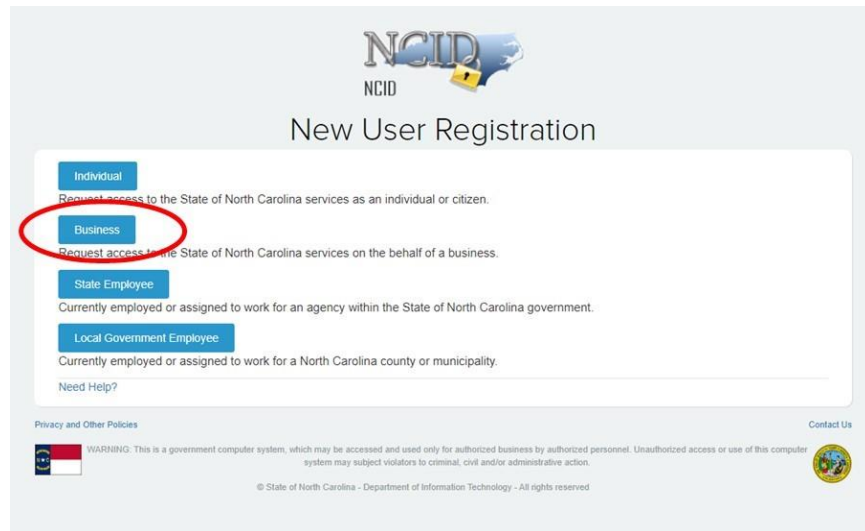 NCID
NCID
New User Registration
Individual
Request access to the State of North Carolina services as an individual or citizen.
Business
Request access to the State of North Carolina services on the behalf of a business.
State Employee
Currently employed or assigned to work for an agency within the State of North Carolina government.
Local Government Employee
Currently employed or assigned to work for a North Carolina county or municipality.
Need Help?
Privacy and Other Policies
Contact Us
WARNING: This is a government computer system, which may be accessed and used only for authorized business by authorized personnel. Unauthorized access or use of this computer
system may subject violators to criminal, civil and/or administrative action.
© State of North Carolina - Department of Information Technology - All rights reserved